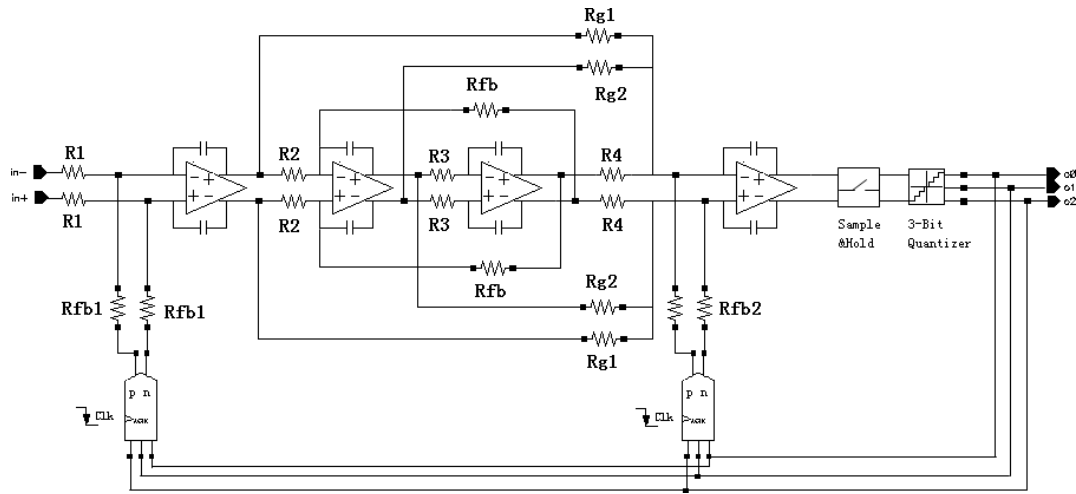 Rg1
Rg2
Rfb
R1
R2
R3
R4
in-
in+
R1
R2
R3
R4
o0
o1
o2
Sample
&Hold
3-Bit
Quantizer
Rfb
Rg2
Rg1
Rfb1
Rfb1
Rfb2
p n
Clk
p n
Clk